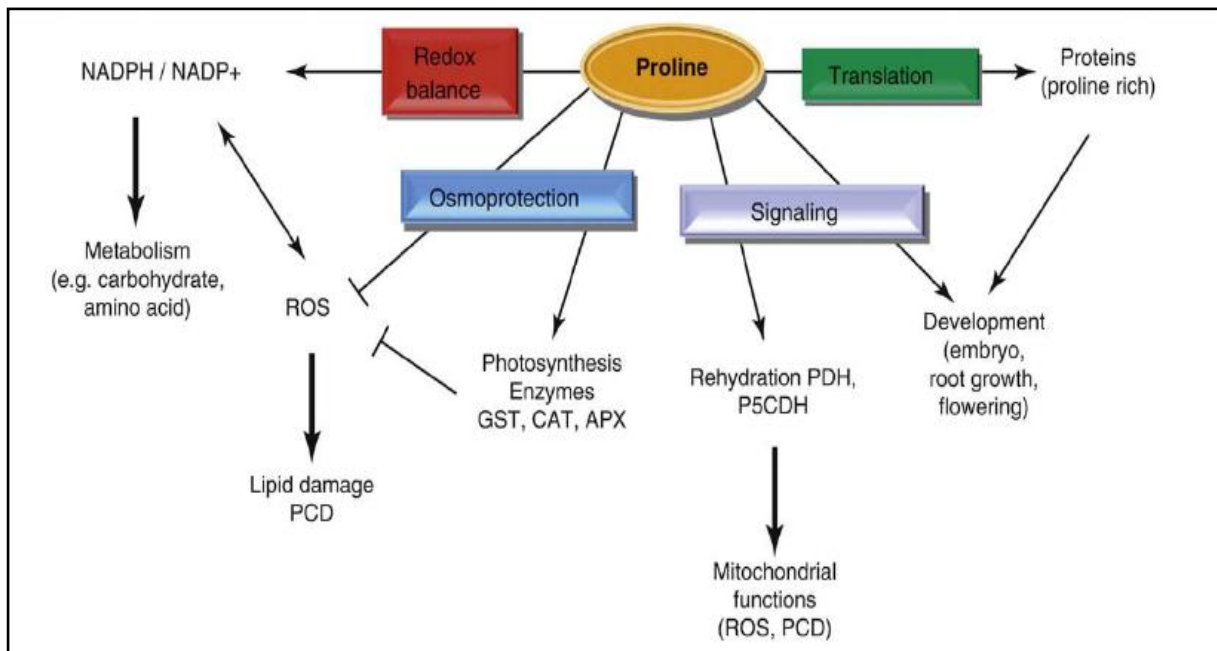 NADPH / NADP+
Redox
balance
Proline
Translation
Proteins
(proline rich)
Osmoprotection
Signaling
Metabolism
(e.g. carbohydrate,
amino acid)
ROS
Photosynthesis
Enzymes
GST, CAT, APX
Rehydration PDH,
P5CDH
Development
(embryo,
root growth,
flowering)
Lipid damage
PCD
Mitochondrial
functions
(ROS, PCD)